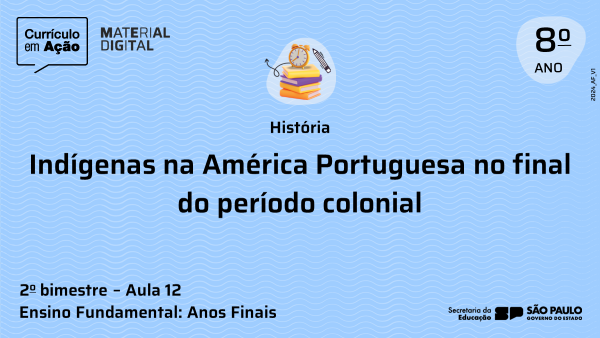 Currículo
em Ação
MATERIAL
DIGITAL
8º
ANO
2024_AF_V1
História
Indígenas na América Portuguesa no final
do período colonial
2º bimestre – Aula 12
Ensino Fundamental: Anos Finais
Secretaria da
Educação
SP
SÃO PAULO
GOVERNO DO ESTADO